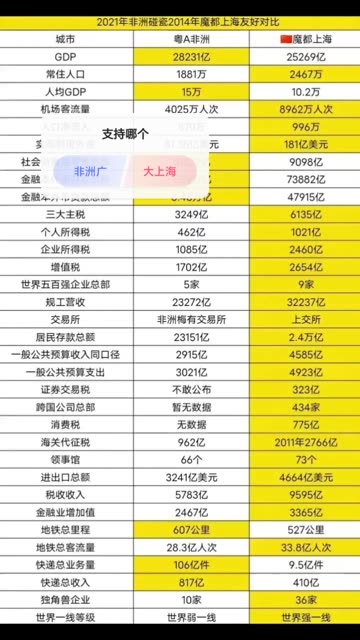 2021年非洲碰瓷2014年魔都上海友好对比
城市 粤A非洲 🇨🇳魔都上海
GDP 28231亿 25269亿
常住人口 1881万 2467万
人均GDP 15万 10.2万
机场客流量 4025万人次 8962万人次
996万
支持哪个
181亿美元
非洲广 大上海
社会 9098亿
金融 73882亿
金融 47915亿
三大主税 3249亿 6135亿
个人所得税 462亿 1021亿
企业所得税 1085亿 2460亿
增值税 1702亿 2654亿
世界五百强企业总部 5家 9家
规工营收 23272亿 32237亿
交易所 非洲梅有交易所 上交所
居民存款总额 23151亿 2.4万亿
一般公共预算收入同口径 2915亿 4585亿
一般公共预算支出 3021亿 4923亿
证券交易税 不敢公布 323亿
跨国公司总部 暂无数据 434家
消费税 无数据 775亿
海关代征税 962亿 2011年2766亿
领事馆 66个 73个
进出口总额 3241亿美元 4664亿美元
税收收入 5783亿 9595亿
金融业增加值 2467亿 3365亿
地铁总里程 607公里 527公里
地铁总客流量 28.3亿人次 33.8亿人次
快递总业务量 106亿件 9.5亿件
快递总收入 817亿 410亿
独角兽企业 10家 36家
世界一线等级 世界弱一线 世界强一线